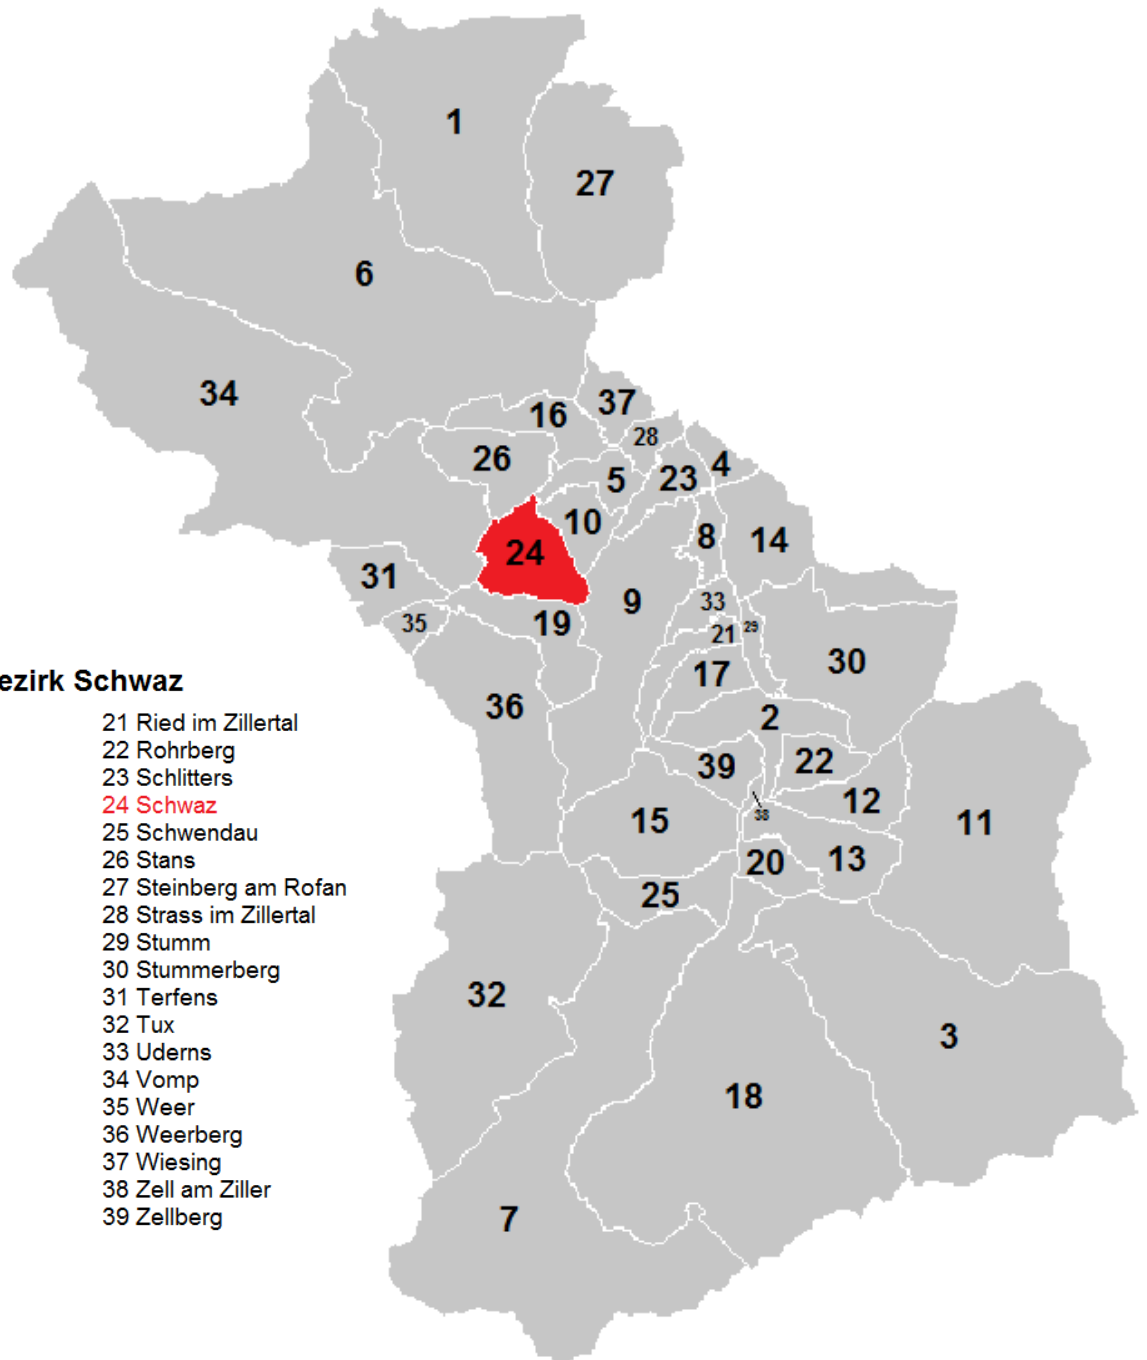 1
27
6
34
16
37
28
26
5
23
4
10
8
14
24
31
9
33
35
19
21
29
17
30
ezirk Schwaz
36
2
21 Ried im Zillertal
22 Rohrberg
39
22
23 Schlitters
12
24 Schwaz
15
38
11
25 Schwendau
20
13
26 Stans
25
27 Steinberg am Rofan
28 Strass im Zillertal
29 Stumm
30 Stummerberg
32
31 Terfens
32 Tux
3
33 Uderns
34 Vomp
18
35 Weer
36 Weerberg
37 Wiesing
38 Zell am Ziller
7
39 Zellberg